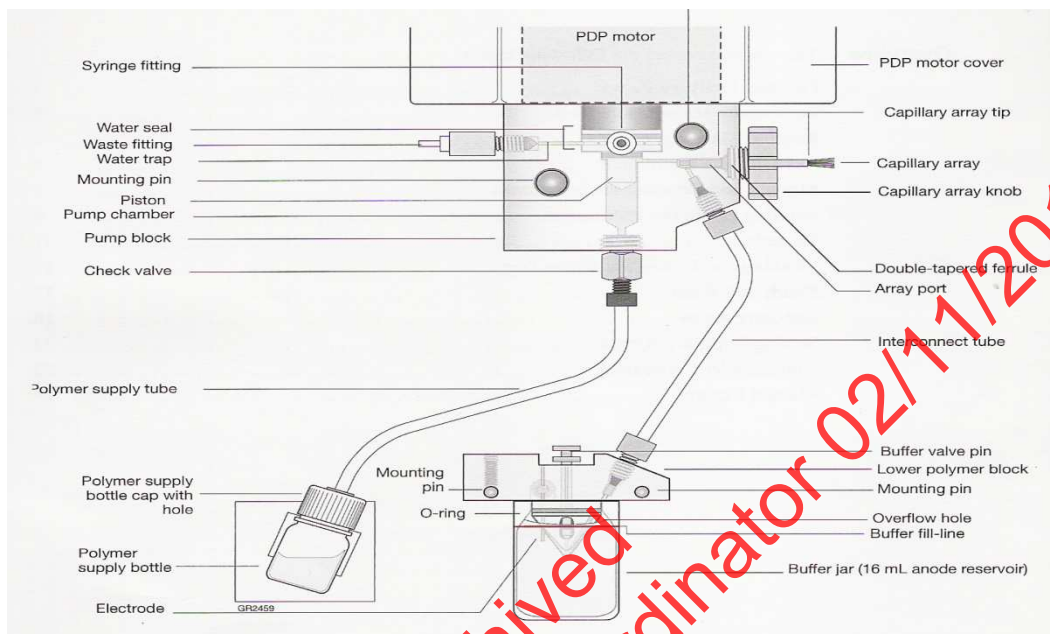 PDP motor
Syringe fitting
PDP motor cover
Water seal
Waste fitting
Water trap
Mounting pin
Piston
Pump chamber
Pump block
Check valve
Capillary array tip
Capillary array
Capillary array knob
Double-tapered ferrule
Array port
Interconnect tube
Polymer supply tube
Polymer supply
bottle cap with
hole
Polymer
supply bottle
Electrode
GR2459
Mounting
pin
O-ring
Buffer valve pin
Lower polymer block
Mounting pin
Overflow hole
Buffer fill-line
Buffer jar (16 mL anode reservoir)
02/11/201